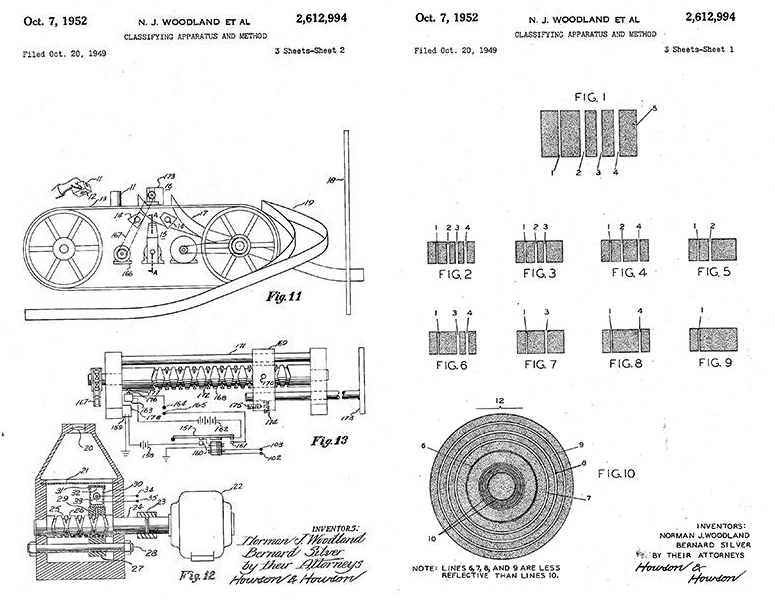 Oct. 7, 1952
N. J. WOODLAND ET AL
2,612,994
CLASSIFYING APPARATUS AND METHOD
Filed Oct. 20, 1949
3 Sheets-Sheet 2
11
12
13
11
173
16
14
A
14
17
167
15
166
A
19
18
Fig.11
171
169
176
172
168
170
167
163
178
164
165
175
174
173
159
151
162
161
160
158
103
102
Fig.13
20
21
31
30
32
34
29
33
35
25
26
24
23
22
28
27
Fig.12
INVENTORS:
Norman J. Woodland
Bernard Silver
by their Attorneys
Howson & Howson
Oct. 7, 1952
N. J. WOODLAND ET AL
2,612,994
CLASSIFYING APPARATUS AND METHOD
Filed Oct. 20, 1949
3 Sheets-Sheet 1
FIG. 1
5
1 2 3 4
1 2 3 4
FIG. 2
1 2 3
FIG. 3
1 2 4
FIG. 4
1 2
FIG. 5
1 3 4
FIG. 6
1 3
FIG. 7
1 4
FIG. 8
1
FIG. 9
12
6
9
8
FIG.10
7
10
NOTE: LINES 6,7,8, AND 9 ARE LESS
REFLECTIVE THAN LINES 10.
INVENTORS:
NORMAN J.WOODLAND
BERNARD SILVER
BY THEIR ATTORNEYS
Howson &
Howson